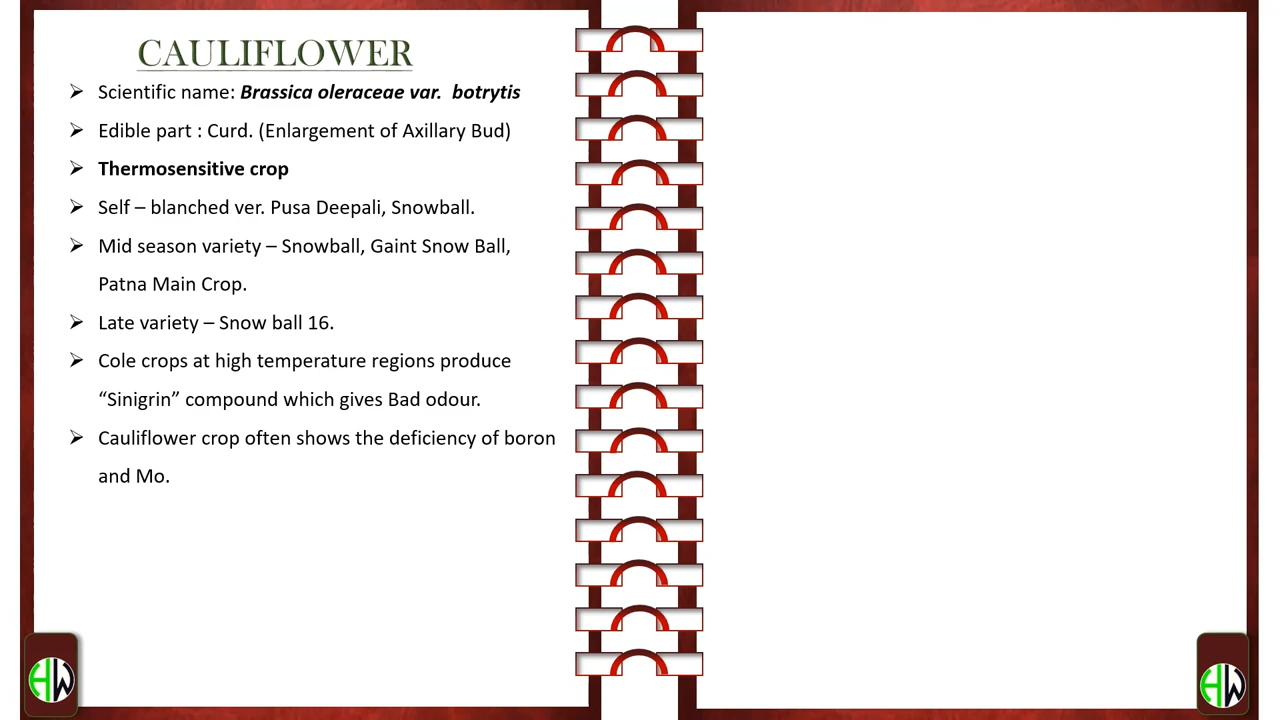 CAULIFLOWER
➢ Scientific name: Brassica oleraceae var. botrytis
➢ Edible part : Curd. (Enlargement of Axillary Bud)
➢ Thermosensitive crop
➢ Self – blanched ver. Pusa Deepali, Snowball.
➢ Mid season variety – Snowball, Gaint Snow Ball,
Patna Main Crop.
➢ Late variety – Snow ball 16.
➢ Cole crops at high temperature regions produce
“Sinigrin” compound which gives Bad odour.
➢ Cauliflower crop often shows the deficiency of boron
and Mo.
HW
HW